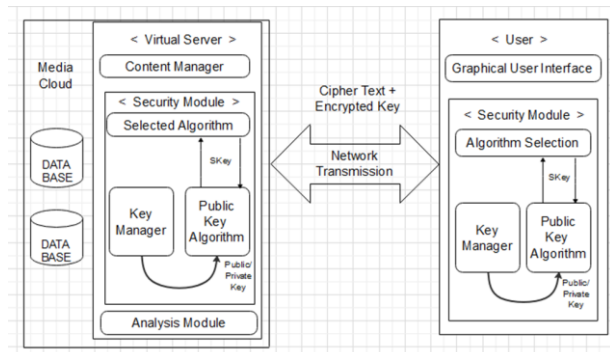 Media
Cloud
DATA
BASE
DATA
BASE
< Virtual Server >
Content Manager
< Security Module >
Selected Algorithm
SKey
Key
Manager
Public
Key
Algorithm
Public/
Private
Key
Analysis Module
Cipher Text +
Encrypted Key
Network
Transmission
< User >
Graphical User Interface
< Security Module >
Algorithm Selection
SKey
Key
Manager
Public
Key
Algorithm
Public/
Private
Key